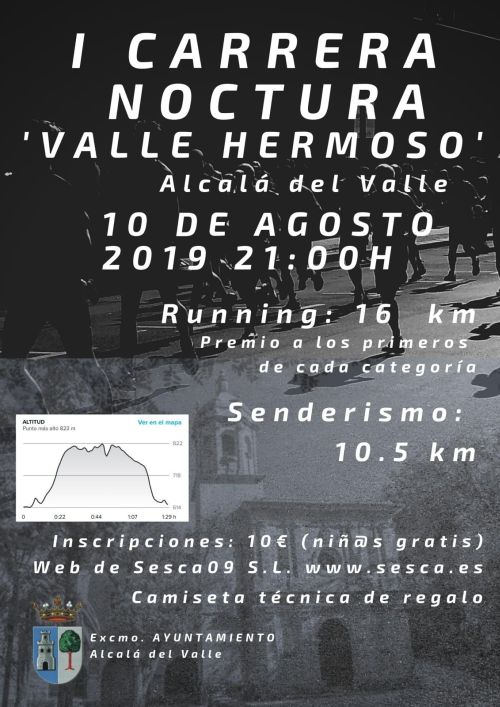 I CARRERA
NOCTURA
'VALLE HERMOSO'
Alcalá del Valle
10 DE AGOSTO
2019 21:00H
Running: 16 km
Premio a los primeros
de cada categoría
Senderismo:
10.5 km
ALTITUD
Ver en el mapa
Punto más alto 823 m
822
718
614
0 0:22 0:44 1:07 1:29 h
Inscripciones: 10€ (niñ@s gratis)
Web de Sesca09 S.L. www.sesca.es
Camiseta técnica de regalo
Excmo. AYUNTAMIENTO
Alcalá del Valle